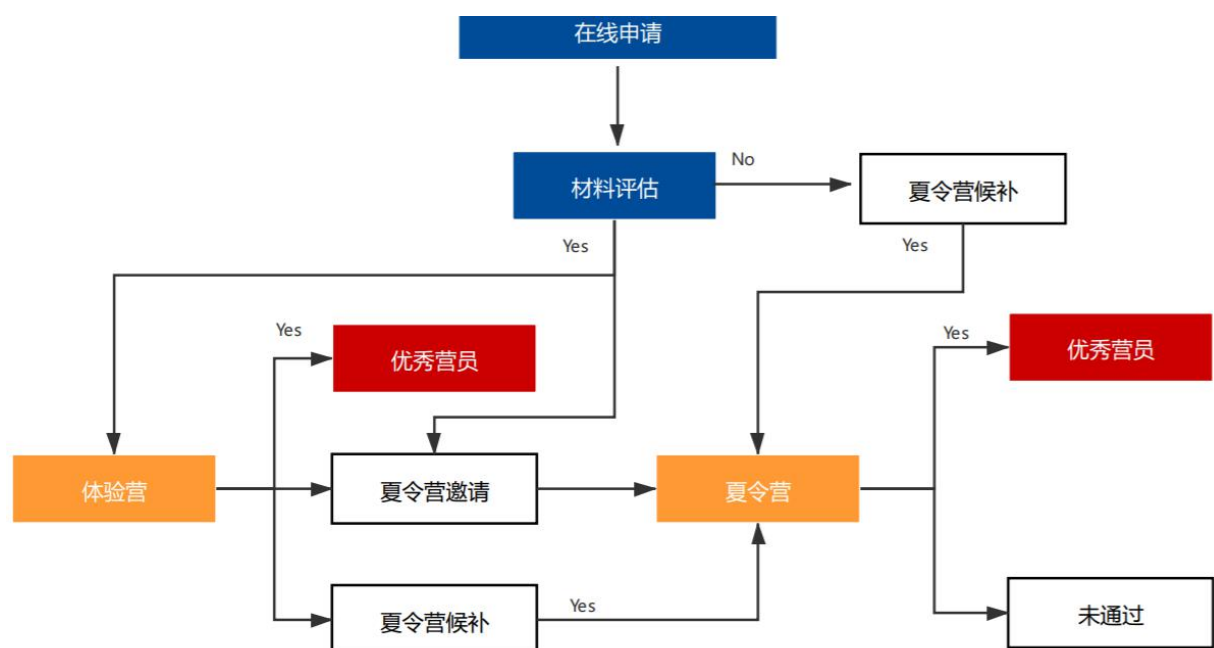 在线申请
材料评估
No
夏令营候补
Yes
Yes
Yes
优秀营员
Yes
优秀营员
体验营
夏令营邀请
夏令营
夏令营候补
Yes
未通过